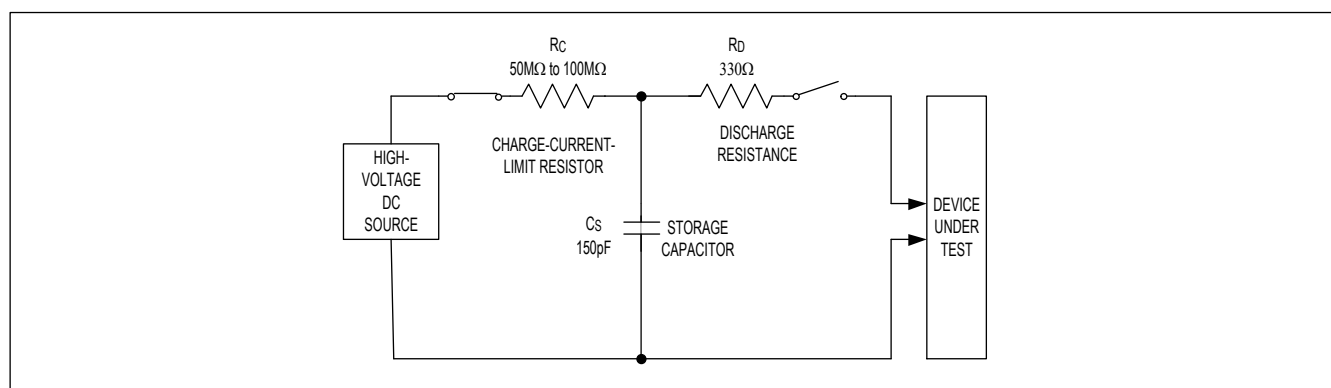 RC
50MΩ to 100MΩ
RD
330Ω
CHARGE-CURRENT-
LIMIT RESISTOR
DISCHARGE
RESISTANCE
HIGH-
VOLTAGE
DC
SOURCE
CS
150pF
STORAGE
CAPACITOR
DEVICE
UNDER
TEST